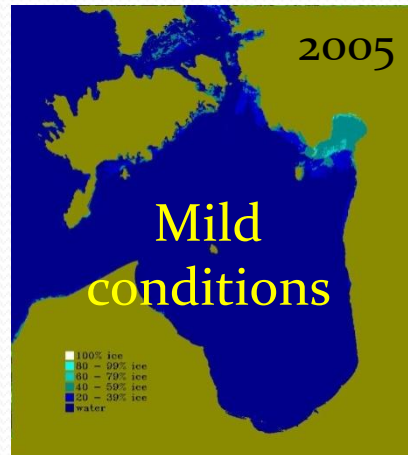 2005
Mild
conditions
100% ice
80 - 99% ice
60 - 79% ice
40 - 59% ice
20 - 39% ice
water